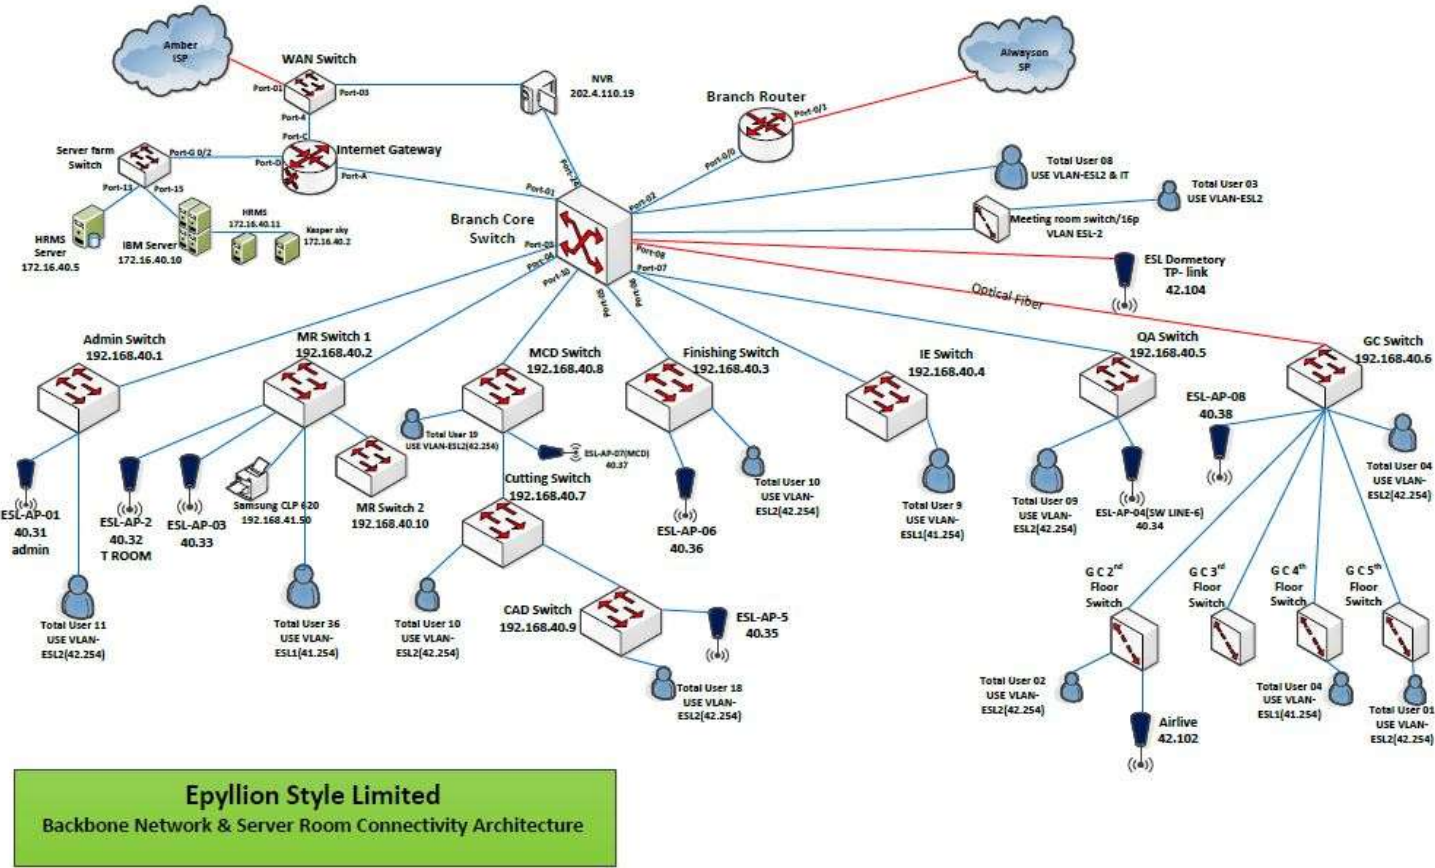 Amber
ISP
WAN Switch
Port-01
Port-03
Port-4
NVR
202.4.110.19
Alwayson
SP
Branch Router
Port-0/1
Port-0/0
Server farm
Switch
Port-G 0/2
Port-C
Port-D
Internet Gateway
Port-A
Port-13
Port-15
HRMS
Server
172.16.40.5
IBM Server
172.16.40.10
HRMS
172.16.40.11
Kasper sky
172.16.40.2
Branch Core
Switch
Port-01
Port-24
Port-02
Port-03
Port-04
Port-10
Port-05
Port-06
Port-08
Port-07
Total User 08
USE VLAN-ESL2 & IT
Total User 03
USE VLAN-ESL2
Meeting room switch/16p
VLAN ESL-2
ESL Dormetory
TP- link
42.104
Optical Fiber
Admin Switch
192.168.40.1
MR Switch 1
192.168.40.2
MCD Switch
192.168.40.8
Finishing Switch
192.168.40.3
IE Switch
192.168.40.4
QA Switch
192.168.40.5
GC Switch
192.168.40.6
ESL-AP-01
40.31
admin
Total User 11
USE VLAN-
ESL2(42.254)
ESL-AP-2
40.32
T ROOM
ESL-AP-03
40.33
Samsung CLP 620
192.168.41.50
MR Switch 2
192.168.40.10
Total User 36
USE VLAN-
ESL1(41.254)
Total User 19
USE VLAN-ESL2(42.254)
ESL-AP-07(MCD)
40.37
Cutting Switch
192.168.40.7
Total User 10
USE VLAN-
ESL2(42.254)
CAD Switch
192.168.40.9
ESL-AP-5
40.35
Total User 18
USE VLAN-
ESL2(42.254)
ESL-AP-06
40.36
Total User 10
USE VLAN-
ESL2(42.254)
Total User 9
USE VLAN-
ESL1(41.254)
Total User 09
USE VLAN-
ESL2(42.254)
ESL-AP-04(SW LINE-6)
40.34
ESL-AP-08
40.38
Total User 04
USE VLAN-
ESL2(42.254)
G C 2nd
Floor
Switch
G C 3rd
Floor
Switch
G C 4th
Floor
Switch
G C 5th
Floor
Switch
Total User 02
USE VLAN-
ESL2(42.254)
Airlive
42.102
Total User 04
USE VLAN-
ESL1(41.254)
Total User 01
USE VLAN-
ESL2(42.254)
Epyllion Style Limited
Backbone Network & Server Room Connectivity Architecture